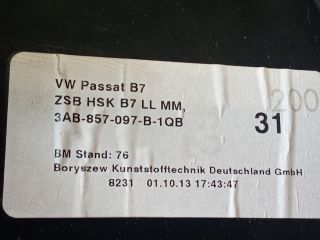 VW Passat B7
ZSB HSK B7 LL MM,
200
3AB-857-097-B-1QB
31
BM Stand: 76
Boryszew Kunststofftechnik Deutschland GmbH
8231 01.10.13 17:43:47